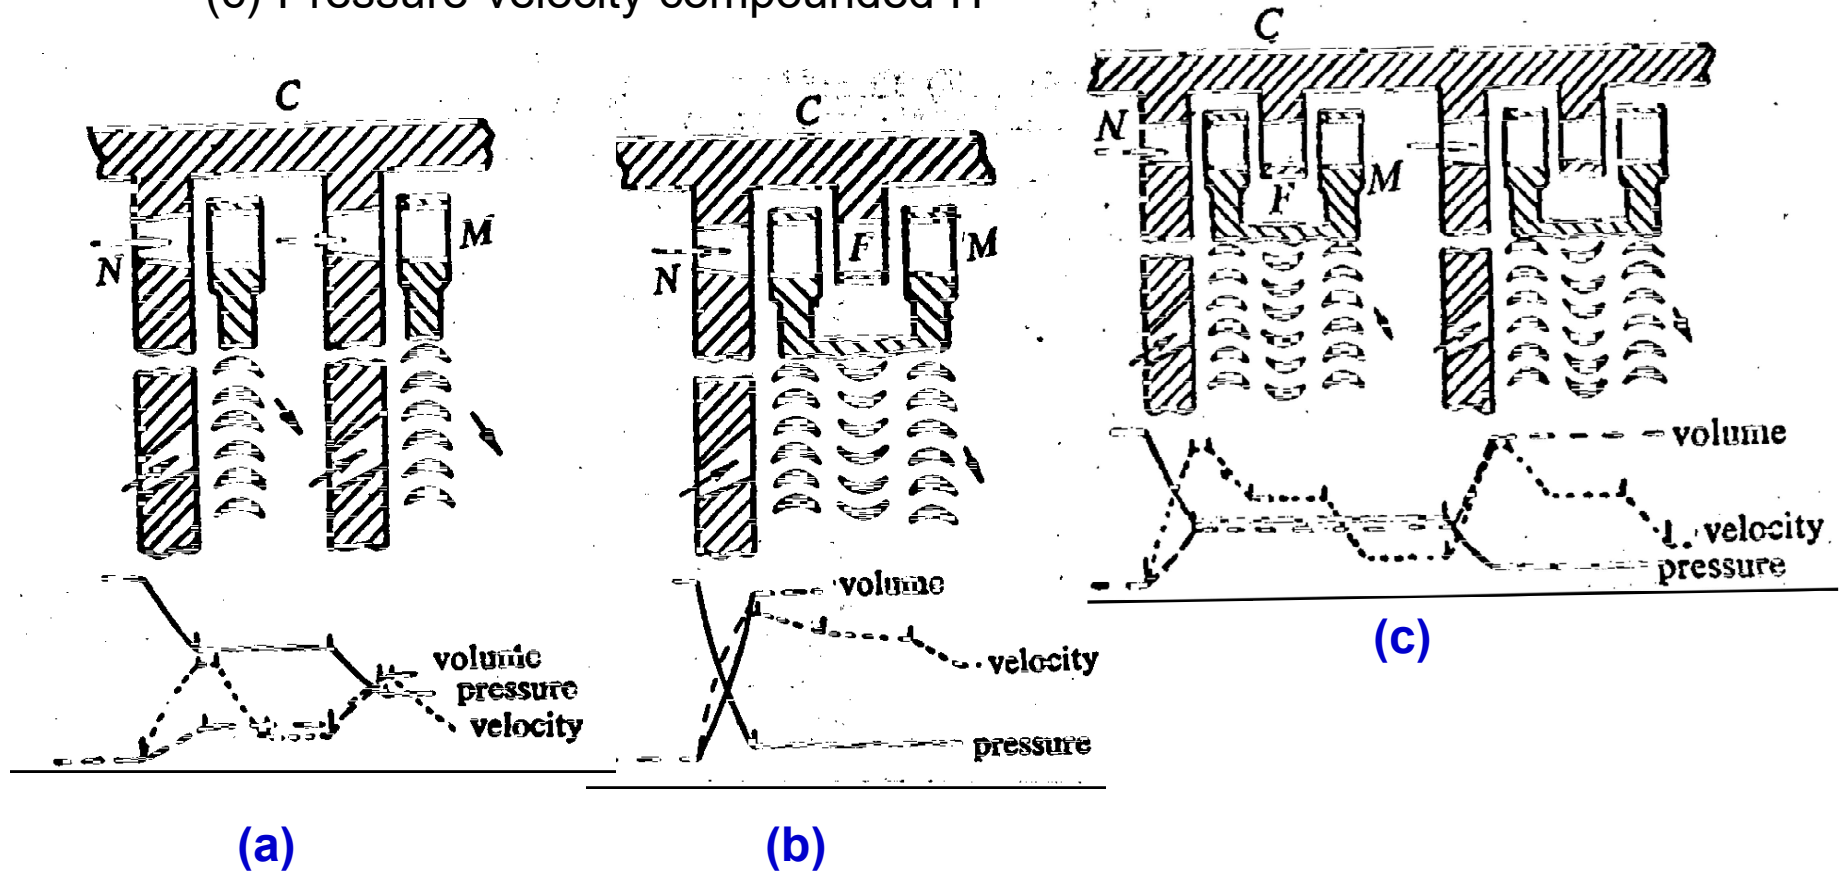 (c) Pressure-velocity compounded
C
N
M
volume
pressure
velocity
(a)
C
N
F
M
volume
velocity
pressure
(b)
C
N
F
M
volume
velocity
pressure
(c)